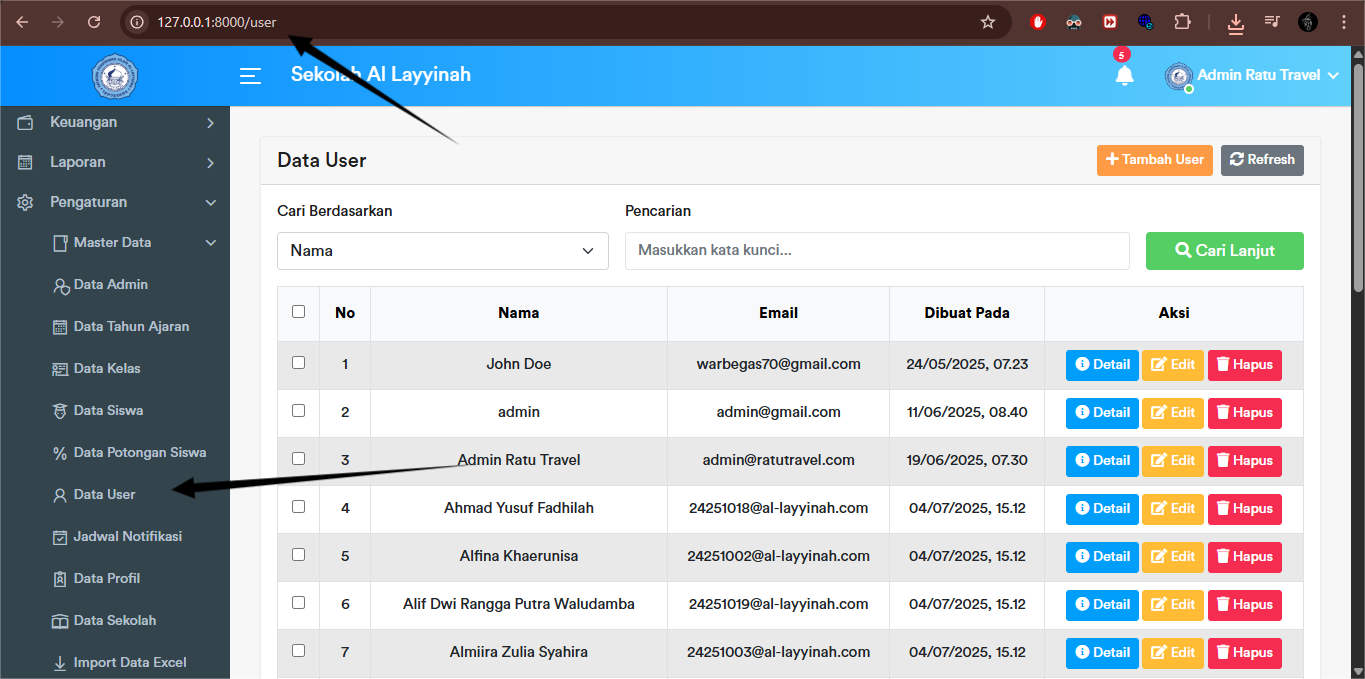 127.0.0.1:8000/user
Sekolah Al Layyinah
5
Admin Ratu Travel
Keuangan
Laporan
Pengaturan
Master Data
Data Admin
Data Tahun Ajaran
Data Kelas
Data Siswa
Data Potongan Siswa
Data User
Jadwal Notifikasi
Data Profil
Data Sekolah
Import Data Excel
Data User
Tambah User Refresh
Cari Berdasarkan Pencarian
Nama Masukkan kata kunci... Cari Lanjut
No Nama Email Dibuat Pada Aksi
1 John Doe warbegas70@gmail.com 24/05/2025, 07.23 Detail Edit Hapus
2 admin admin@gmail.com 11/06/2025, 08.40 Detail Edit Hapus
3 Admin Ratu Travel admin@ratutravel.com 19/06/2025, 07.30 Detail Edit Hapus
4 Ahmad Yusuf Fadhilah 24251018@al-layyinah.com 04/07/2025, 15.12 Detail Edit Hapus
5 Alfina Khaerunisa 24251002@al-layyinah.com 04/07/2025, 15.12 Detail Edit Hapus
6 Alif Dwi Rangga Putra Waludamba 24251019@al-layyinah.com 04/07/2025, 15.12 Detail Edit Hapus
7 Almiira Zulia Syahira 24251003@al-layyinah.com 04/07/2025, 15.12 Detail Edit Hapus